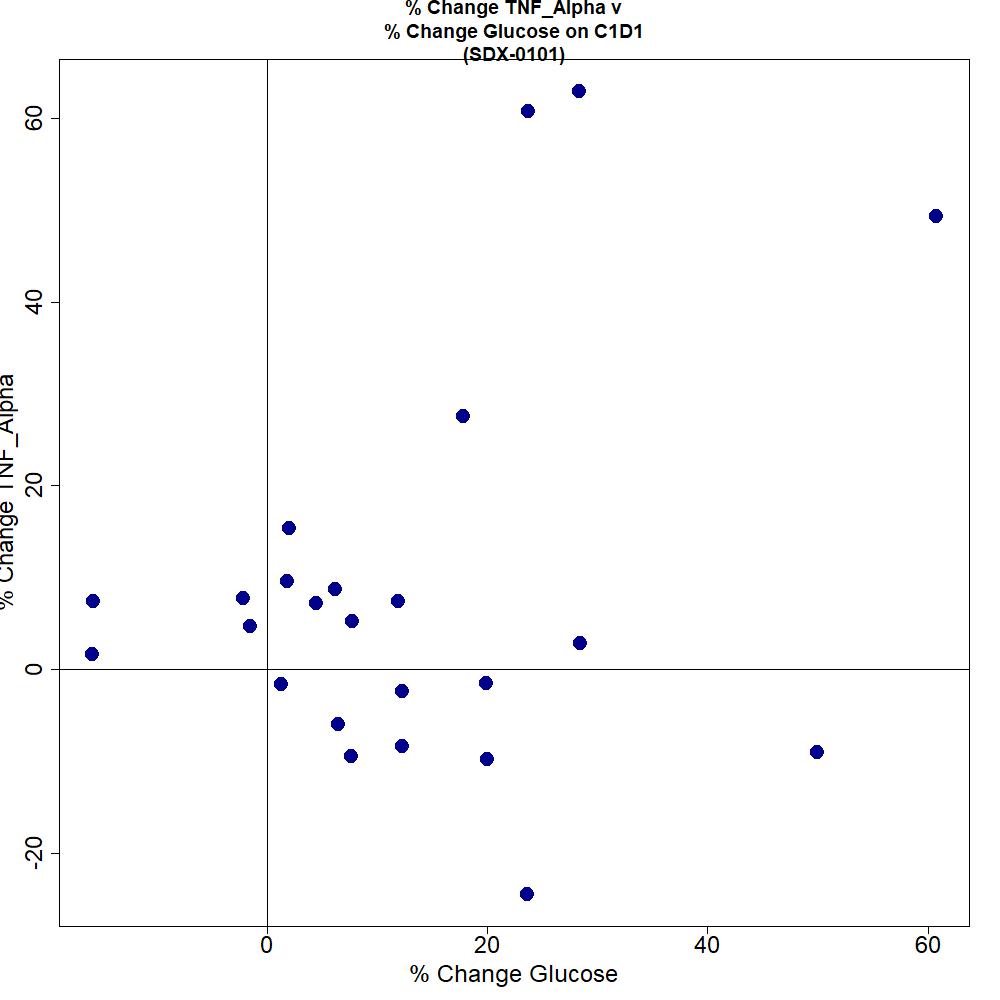 % Change TNF_Alpha v
% Change Glucose on C1D1
(SDX-0101)
60
40
20
0
-20
% Change TNF_Alpha
0
20
40
60
% Change Glucose